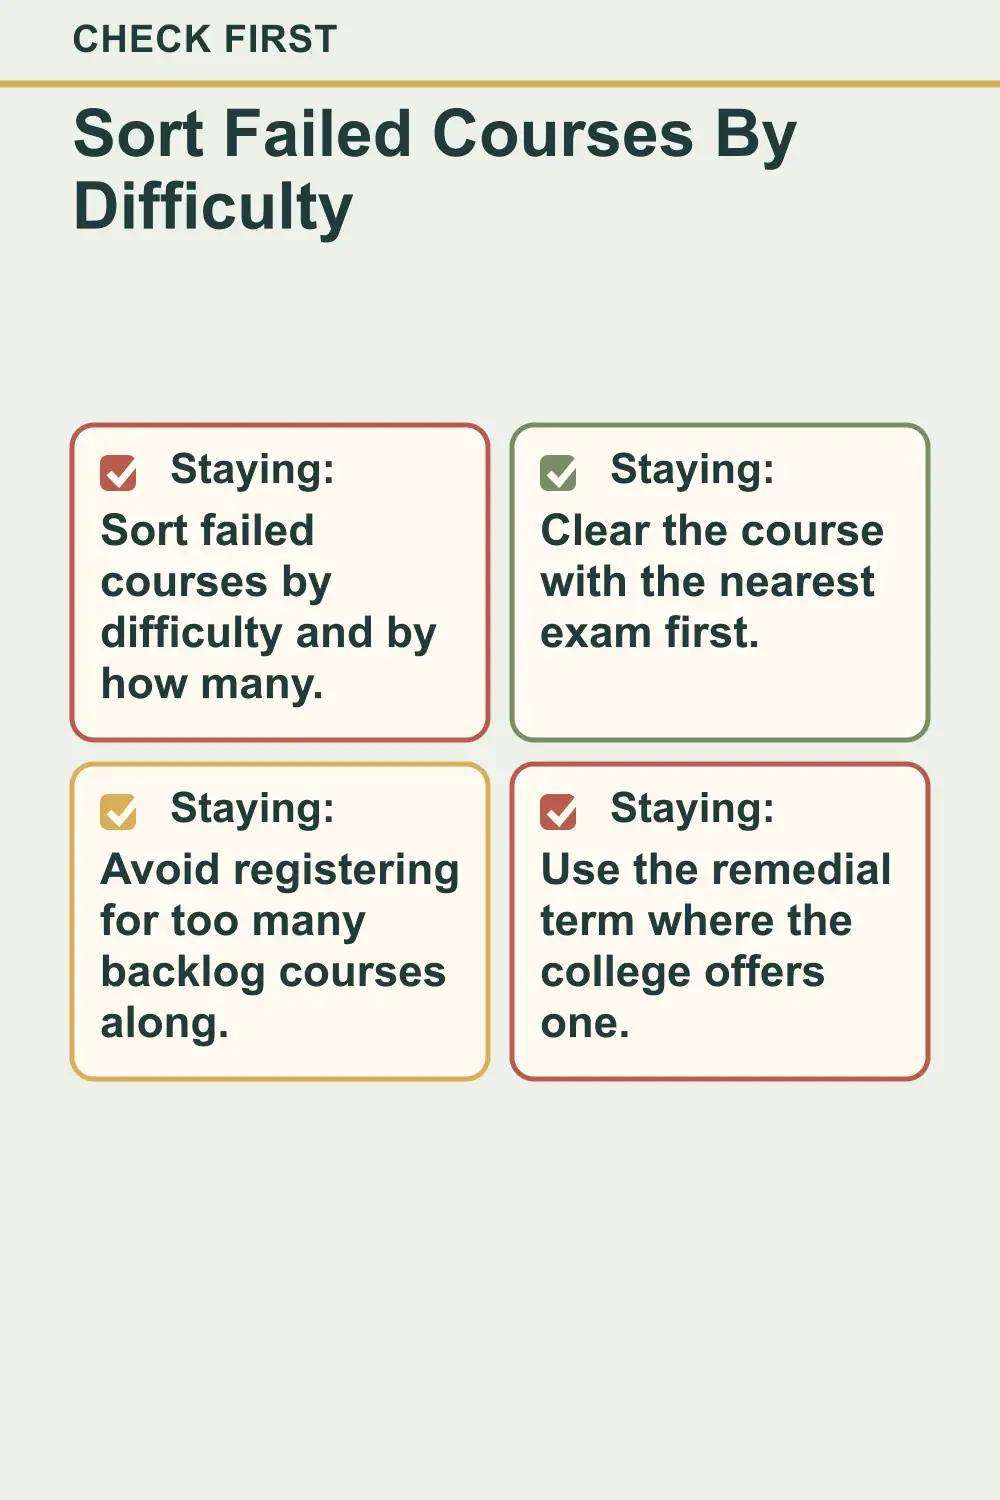 CHECK FIRST
Sort Failed Courses By
Difficulty
Staying:
Sort failed
courses by
difficulty and by
how many.
Staying:
Clear the course
with the nearest
exam first.
Staying:
Avoid registering
for too many
backlog courses
along.
Staying:
Use the remedial
term where the
college offers
one.